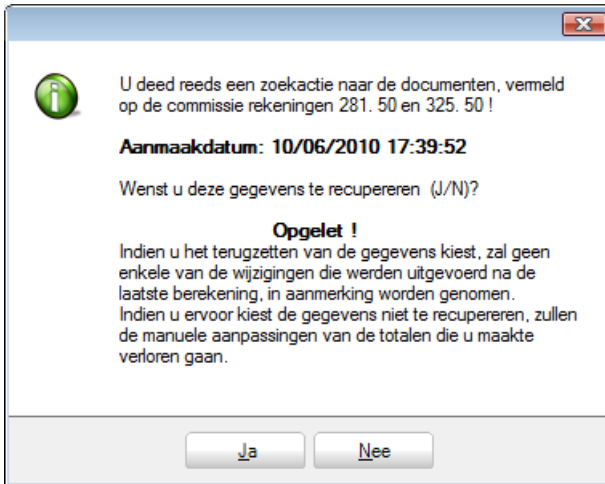 U deed reeds een zoekactie naar de documenten, vermeld
op de commissie rekeningen 281. 50 en 325. 50 !
Aanmaakdatum: 10/06/2010 17:39:52
Wenst u deze gegevens te recupereren (J/N)?
Opgelet !
Indien u het terugzetten van de gegevens kiest, zal geen
enkele van de wijzigingen die werden uitgevoerd na de
laatste berekening, in aanmerking worden genomen.
Indien u ervoor kiest de gegevens niet te recupereren, zullen
de manuele aanpassingen van de totalen die u maakte
verloren gaan.
Ja Nee